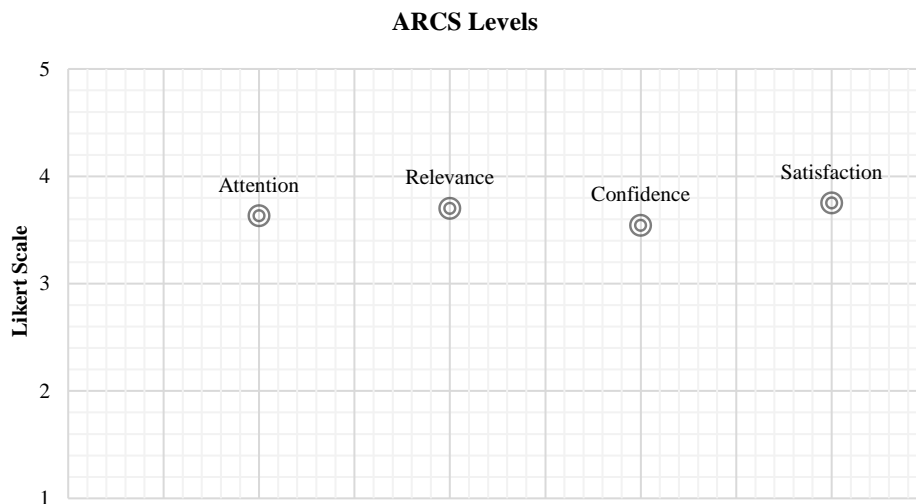 ARCS Levels
5
4
3
2
1
Likert Scale
Attention
Relevance
Confidence
Satisfaction